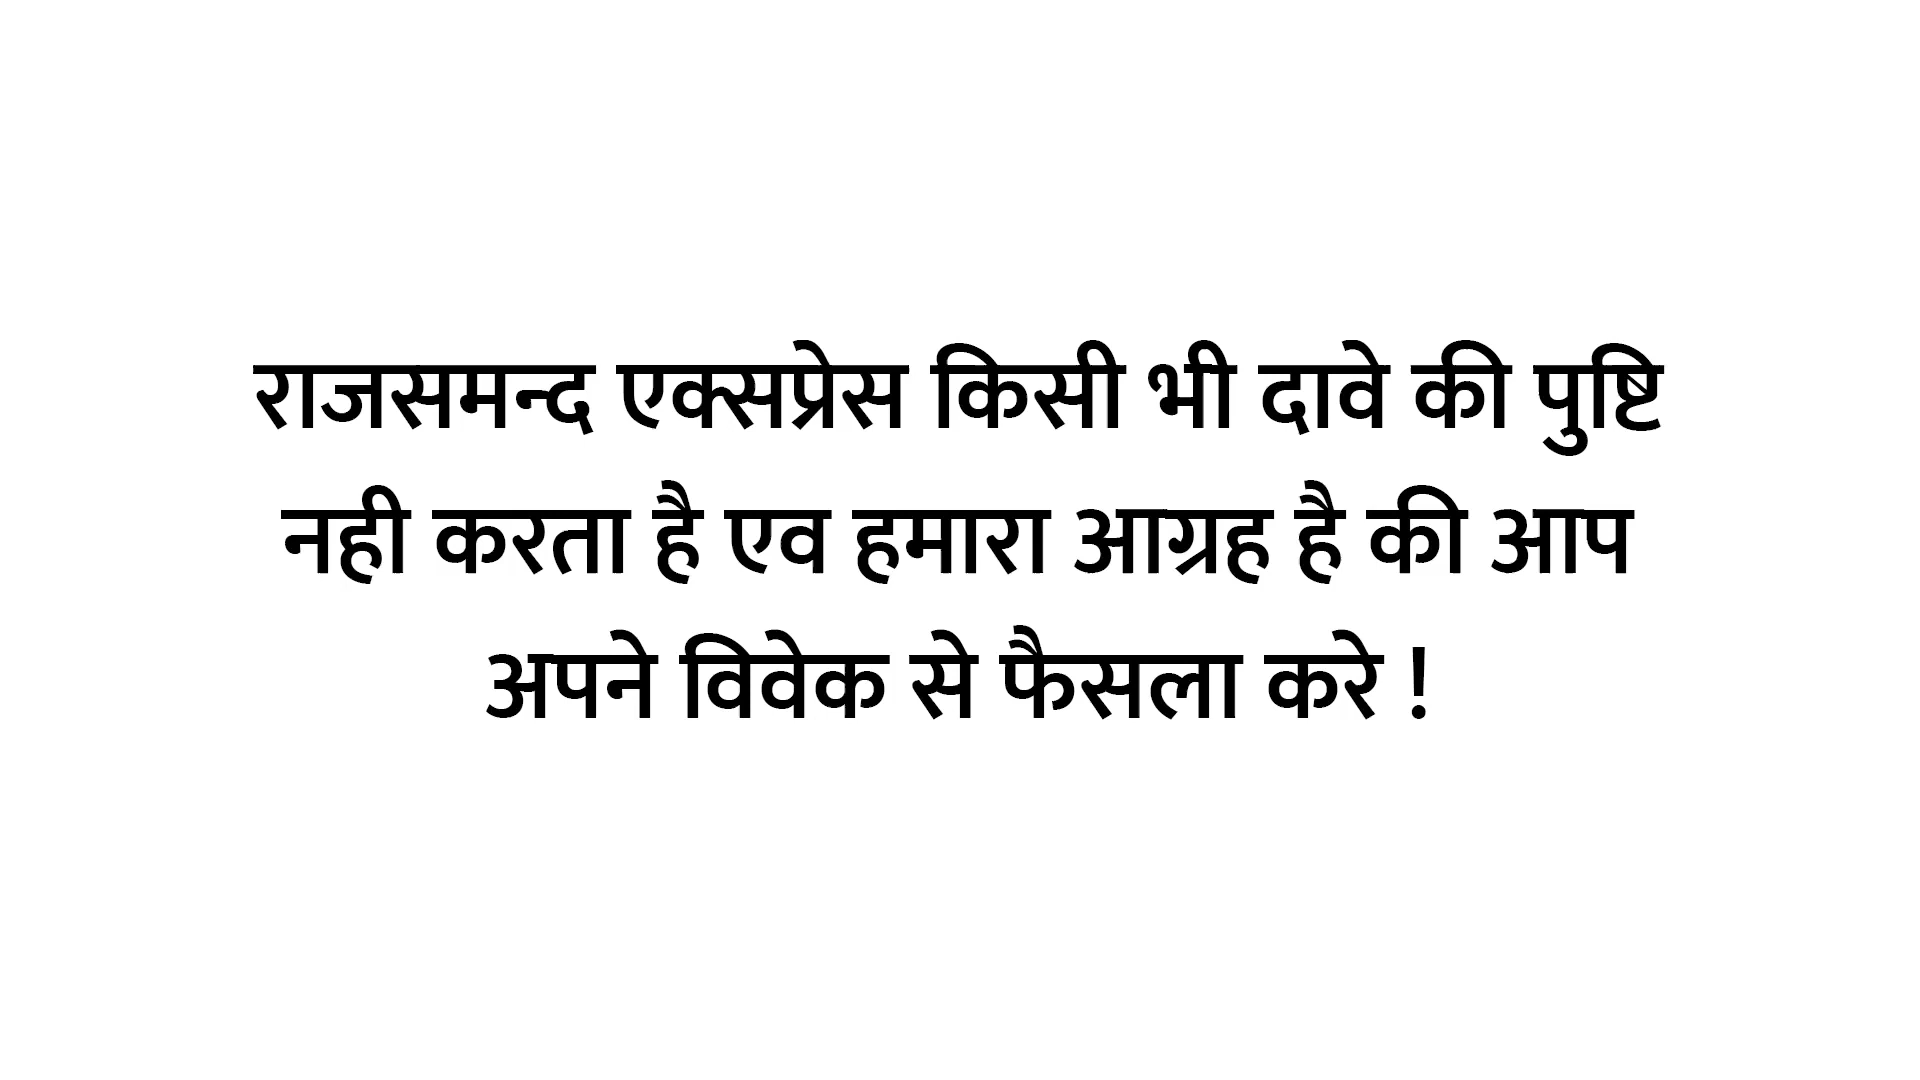 राजसमन्द एक्सप्रेस किसी भी दावे की पुष्टि
नही करता है एव हमारा आग्रह है की आप
अपने विवेक से फैसला करे !